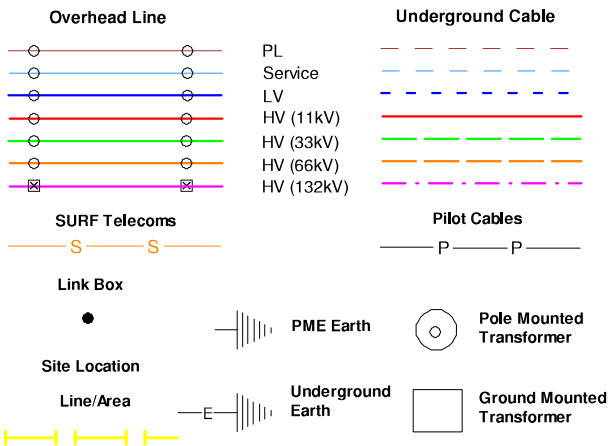 Overhead Line
Underground Cable
PL
Service
LV
HV (11kV)
HV (33kV)
HV (66kV)
HV (132kV)
SURF Telecoms
Pilot Cables
S S
P P
Link Box
PME Earth
Pole Mounted
Transformer
Site Location
Line/Area
E
Underground
Earth
Ground Mounted
Transformer